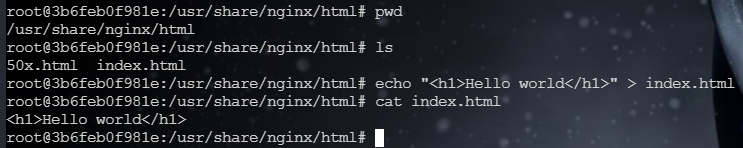 root@3b6feb0f981e:/usr/share/nginx/html# pwd
/usr/share/nginx/html
root@3b6feb0f981e:/usr/share/nginx/html# ls
50x.html  index.html
root@3b6feb0f981e:/usr/share/nginx/html# echo "<h1>Hello world</h1>" > index.html
root@3b6feb0f981e:/usr/share/nginx/html# cat index.html
<h1>Hello world</h1>
root@3b6feb0f981e:/usr/share/nginx/html#